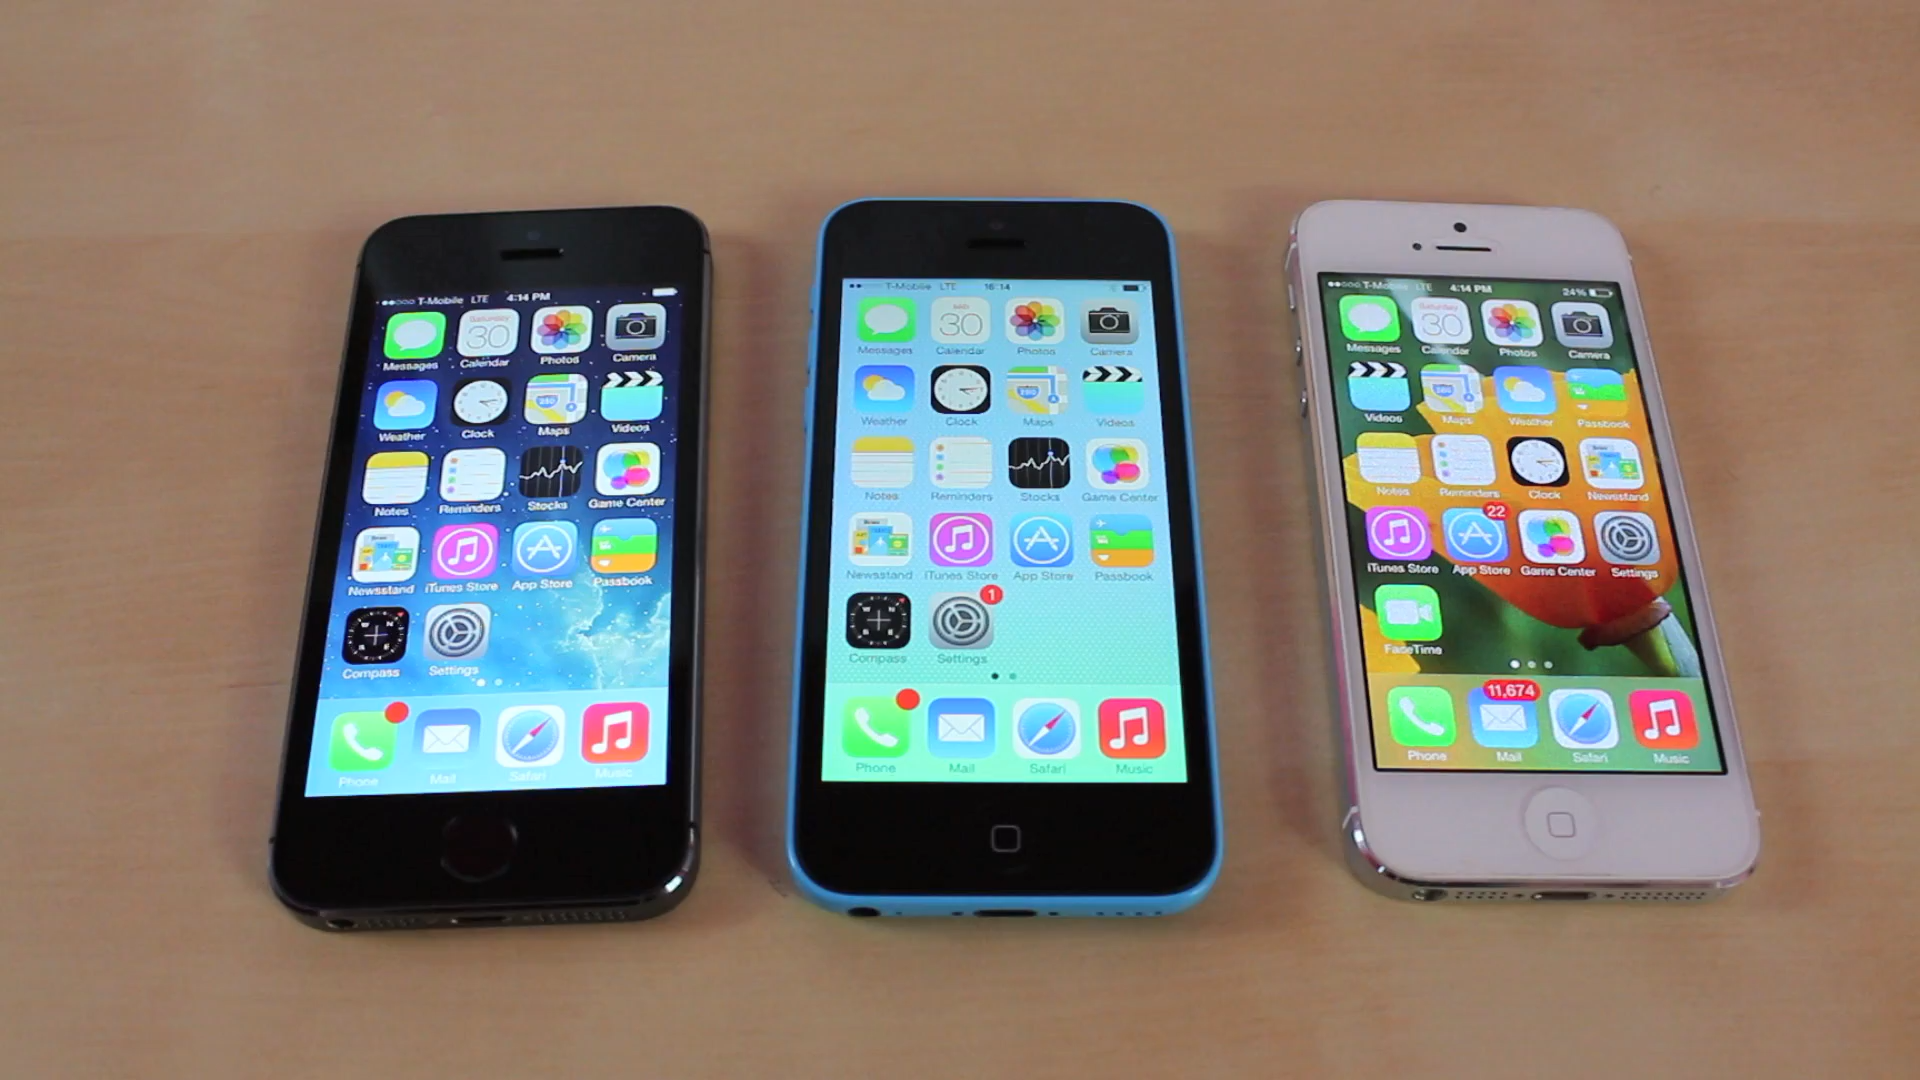 T-Mobile LTE 4:14 PM
Messages Saturday 30 Calendar Photos Camera
Weather Clock 280 Maps Videos
Notes Reminders Stocks Game Center
Newsstand iTunes Store App Store Passbook
Compass Settings
Phone Mail Safari Music
T-Mobile LTE 16:14
Messages 30 Calendar Photos Camera
Weather Clock 280 Maps Videos
Notes Reminders Stocks Game Center
Newsstand iTunes Store App Store Passbook
1
Compass Settings
Phone Mail Safari Music
T-Mobile LTE 4:14 PM 24%
Messages Saturday 30 Calendar Photos Camera
Videos 280 Maps Weather Passbook
Notes Reminders Clock Newsstand
22
iTunes Store App Store Game Center Settings
FaceTime
11,674
Phone Mail Safari Music